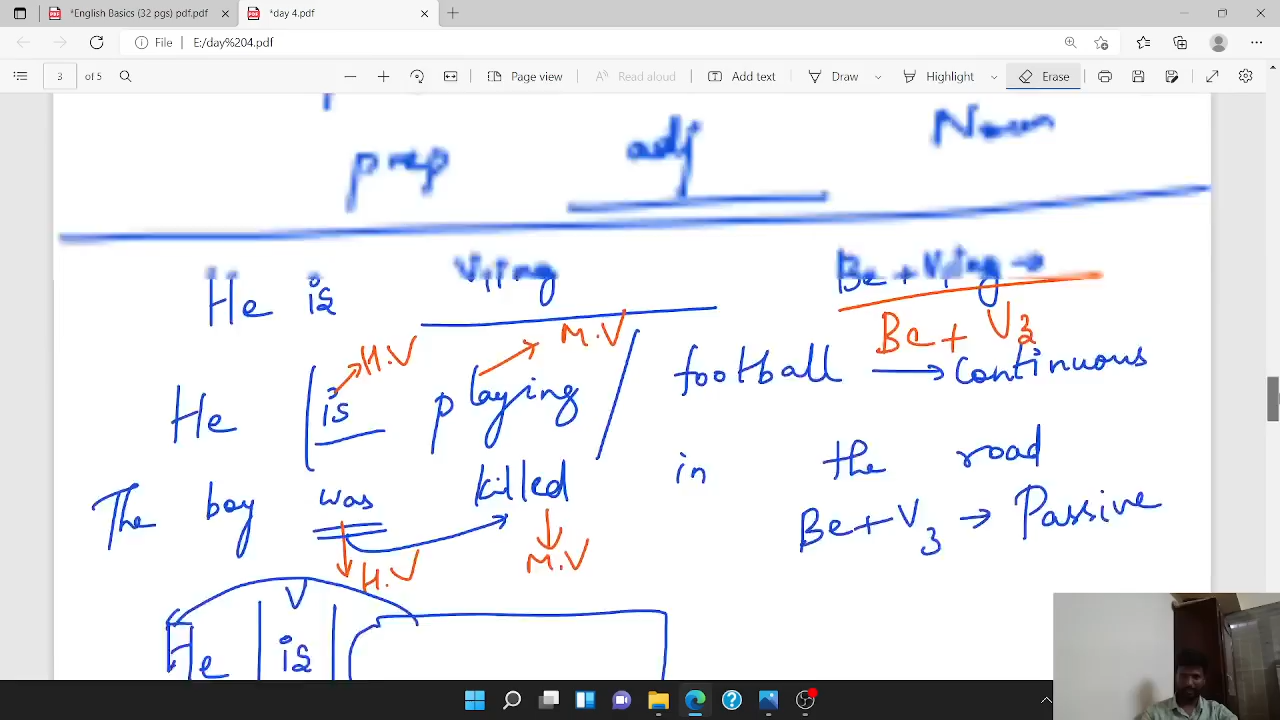 *English Basics (32 pgs) pdf.pdf
*day 4.pdf
File E:/day%204.pdf
3 of 5 Page view Read aloud Add text Draw Highlight Erase
prep adj Noun
He is V1ing Be + V1ing →
Be + V3
H.V M.V
He is playing / football → continuous
The boy was killed in the road
Be + V3 → Passive
H.V M.V
V
He is